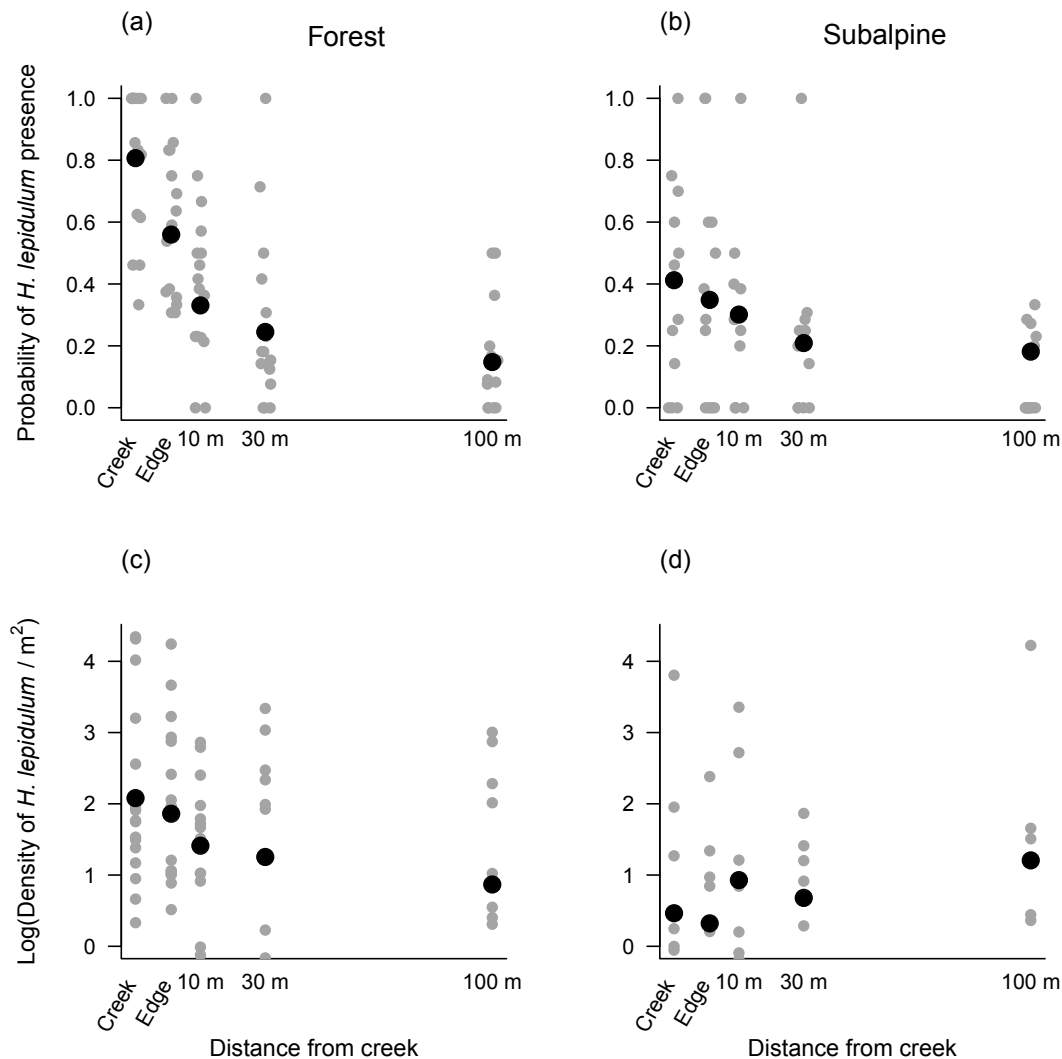 (a)
Forest
(b)
Subalpine
Probability of H. lepidulum presence
1.0
0.8
0.6
0.4
0.2
0.0
Creek
Edge
10 m
30 m
100 m
1.0
0.8
0.6
0.4
0.2
0.0
Creek
Edge
10 m
30 m
100 m
(c)
(d)
Log(Density of H. lepidulum / m²)
4
3
2
1
0
Creek
Edge
10 m
30 m
100 m
Distance from creek
4
3
2
1
0
Creek
Edge
10 m
30 m
100 m
Distance from creek